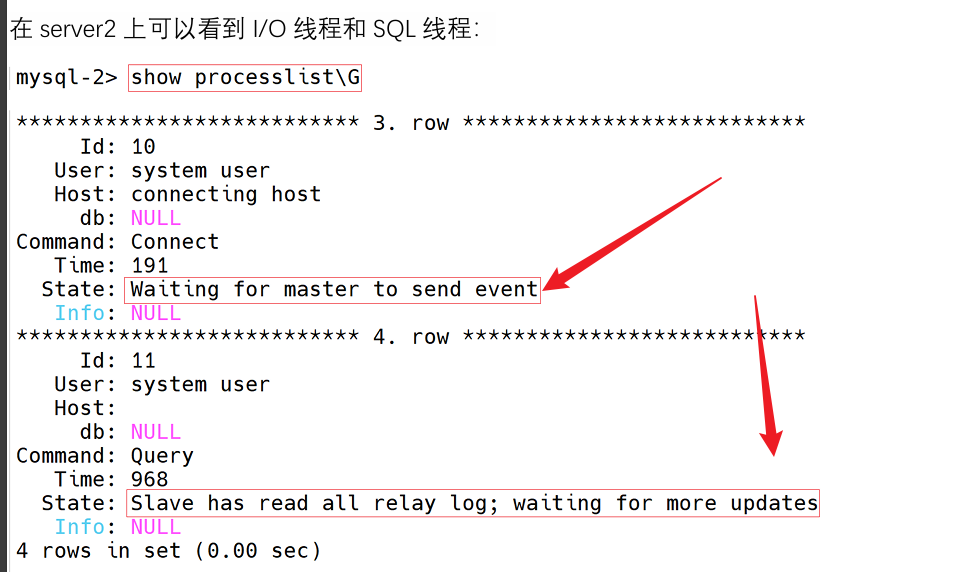 在 server2 上可以看到 I/O 线程和 SQL 线程：
mysql-2> show processlist\G
*************************** 3. row ***************************
Id: 10
User: system user
Host: connecting host
db: NULL
Command: Connect
Time: 191
State: Waiting for master to send event
Info: NULL
*************************** 4. row ***************************
Id: 11
User: system user
Host:
db: NULL
Command: Query
Time: 968
State: Slave has read all relay log; waiting for more updates
Info: NULL
4 rows in set (0.00 sec)